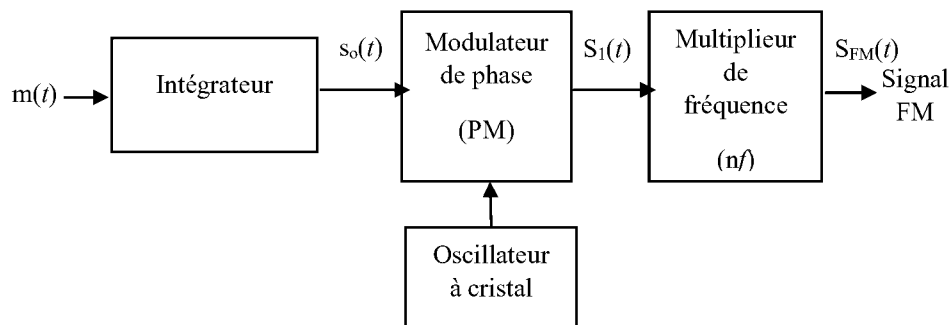 m(t)
Intégrateur
s₀(t)
Modulateur
de phase
(PM)
S₁(t)
Multiplieur
de
fréquence
(nf)
S_FM(t)
Signal
FM
Oscillateur
à cristal